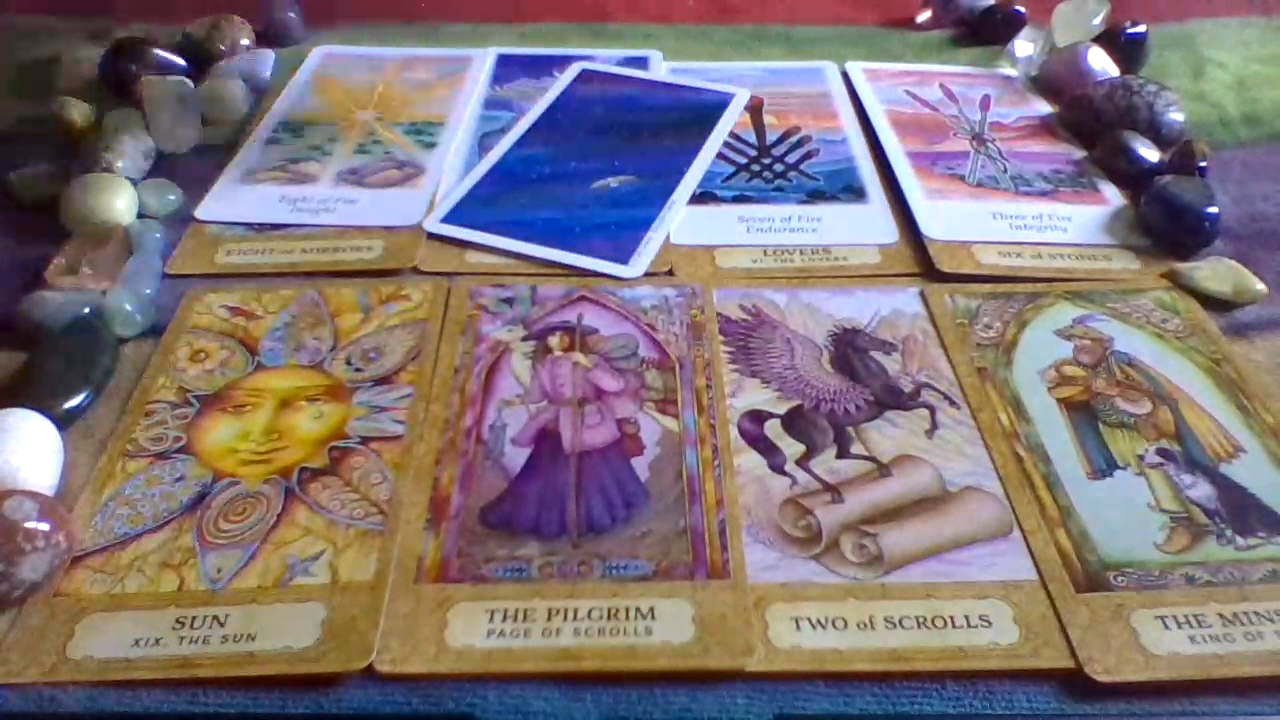 Eight of Fire
Insight
Seven of Fire
Endurance
Three of Fire
Integrity
EIGHT of MIRRORS
LOVERS
VI. THE LOVERS
SIX of STONES
SUN
XIX. THE SUN
THE PILGRIM
PAGE OF SCROLLS
TWO of SCROLLS
THE MINS
KING OF